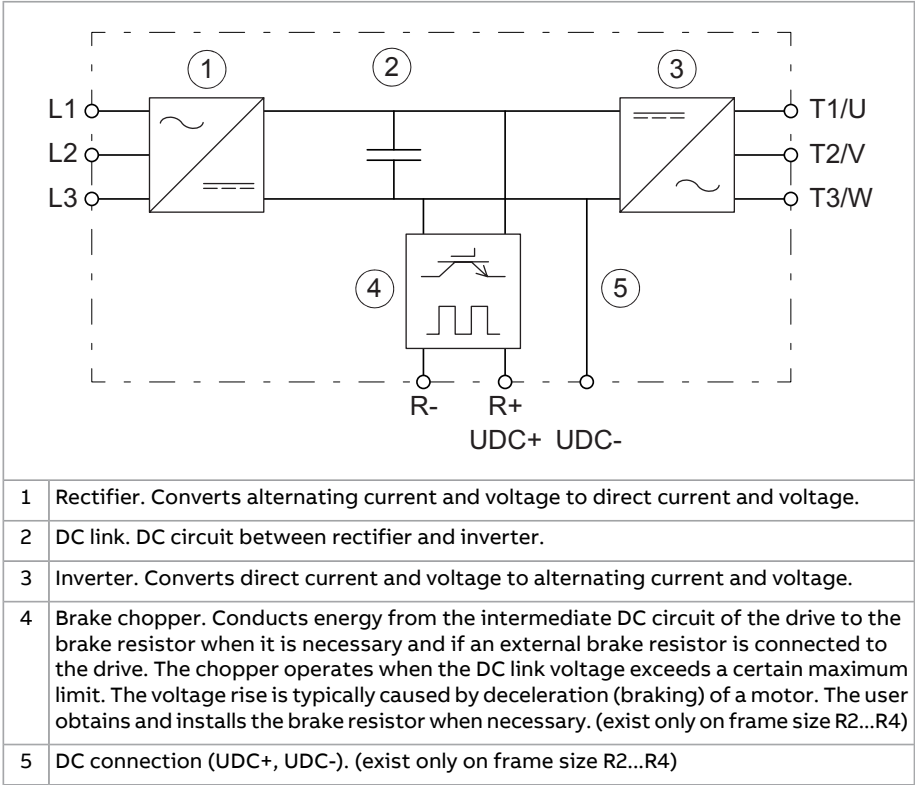 1 2 3
L1 T1/U
L2 T2/V
L3 T3/W
4 5
R- R+
UDC+ UDC-
1 Rectifier. Converts alternating current and voltage to direct current and voltage.
2 DC link. DC circuit between rectifier and inverter.
3 Inverter. Converts direct current and voltage to alternating current and voltage.
4 Brake chopper. Conducts energy from the intermediate DC circuit of the drive to the
brake resistor when it is necessary and if an external brake resistor is connected to
the drive. The chopper operates when the DC link voltage exceeds a certain maximum
limit. The voltage rise is typically caused by deceleration (braking) of a motor. The user
obtains and installs the brake resistor when necessary. (exist only on frame size R2...R4)
5 DC connection (UDC+, UDC-). (exist only on frame size R2...R4)